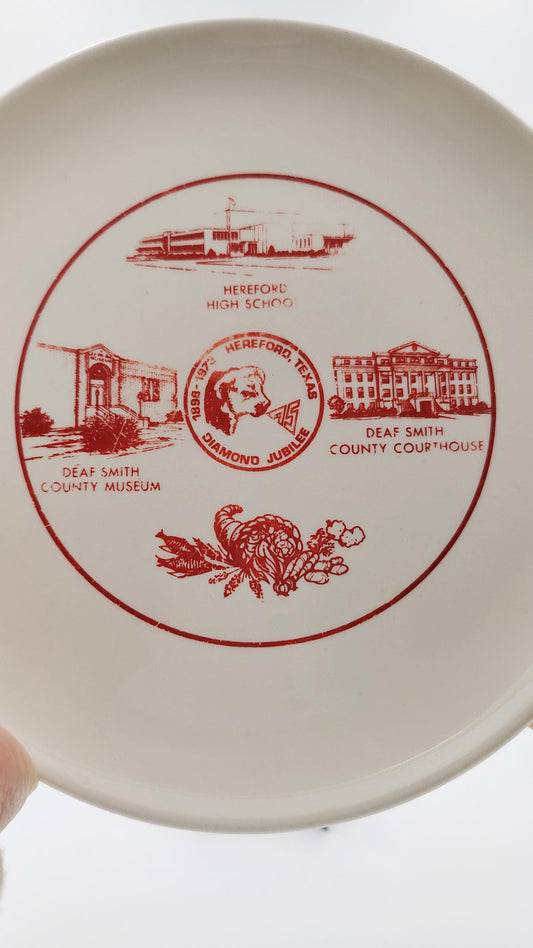 HEREFORD
HIGH SCHOOL
1898-1973 HEREFORD, TEXAS
75
DIAMOND JUBILEE
DEAF SMITH
COUNTY MUSEUM
DEAF SMITH
COUNTY COURTHOUSE